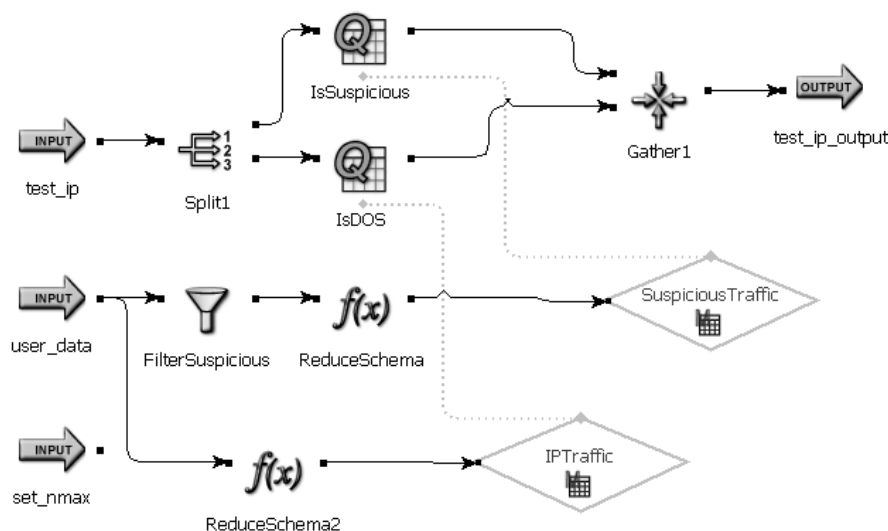 IsSuspicious
OUTPUT
test_ip_output
Gather1
INPUT
test_ip
1
2
3
Split1
IsDOS
INPUT
user_data
FilterSuspicious
f(x)
ReduceSchema
SuspiciousTraffic
INPUT
set_nmax
f(x)
ReduceSchema2
IPTraffic